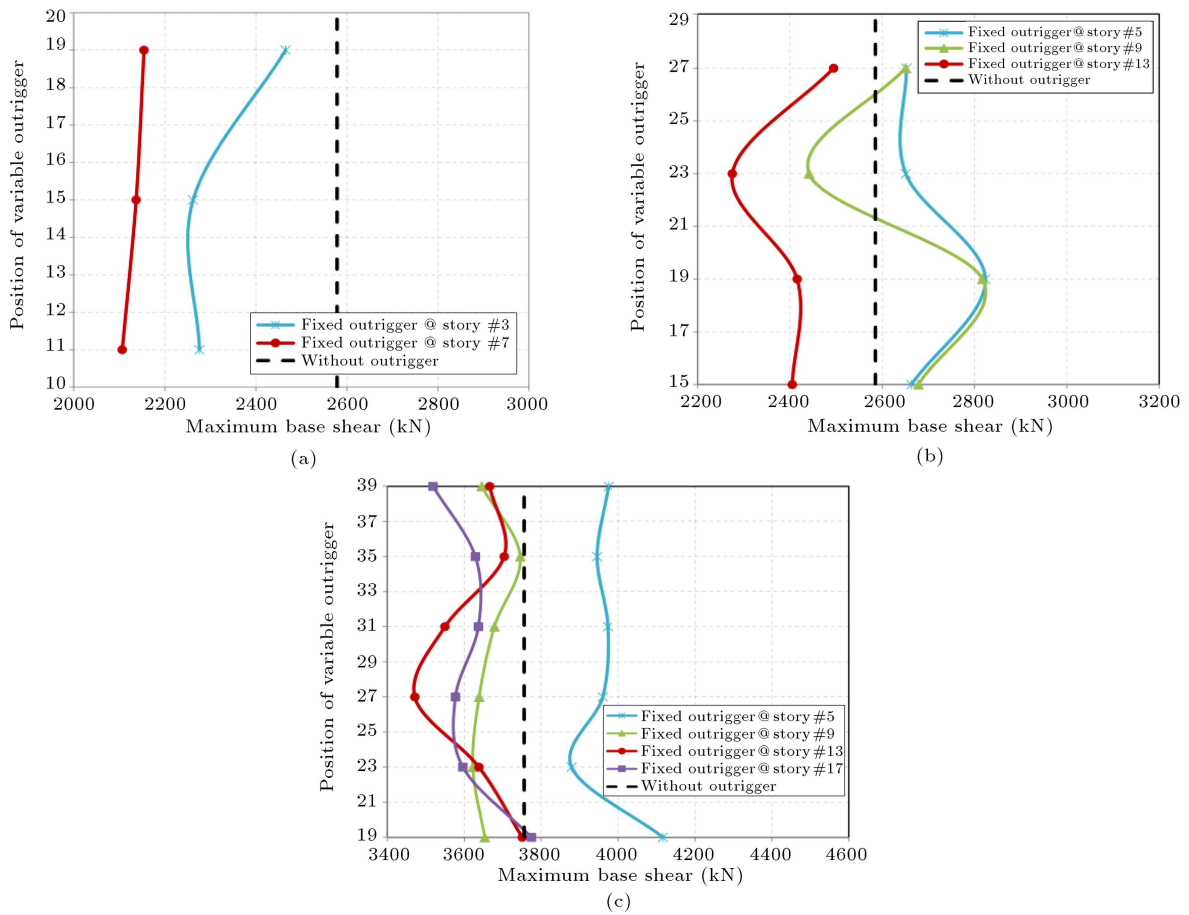 20
19
18
17
16
15
14
13
12
11
10
Position of variable outrigger
Fixed outrigger @ story #3
Fixed outrigger @ story #7
Without outrigger
2000 2200 2400 2600 2800 3000
Maximum base shear (kN)
(a)
29
27
25
23
21
19
17
15
Position of variable outrigger
Fixed outrigger@ story#5
Fixed outrigger@ story#9
Fixed outrigger@ story#13
Without outrigger
2200 2400 2600 2800 3000 3200
Maximum base shear (kN)
(b)
39
37
35
33
31
29
27
25
23
21
19
Position of variable outrigger
Fixed outrigger@ story#5
Fixed outrigger@ story#9
Fixed outrigger@ story#13
Fixed outrigger@ story#17
Without outrigger
3400 3600 3800 4000 4200 4400 4600
Maximum base shear (kN)
(c)